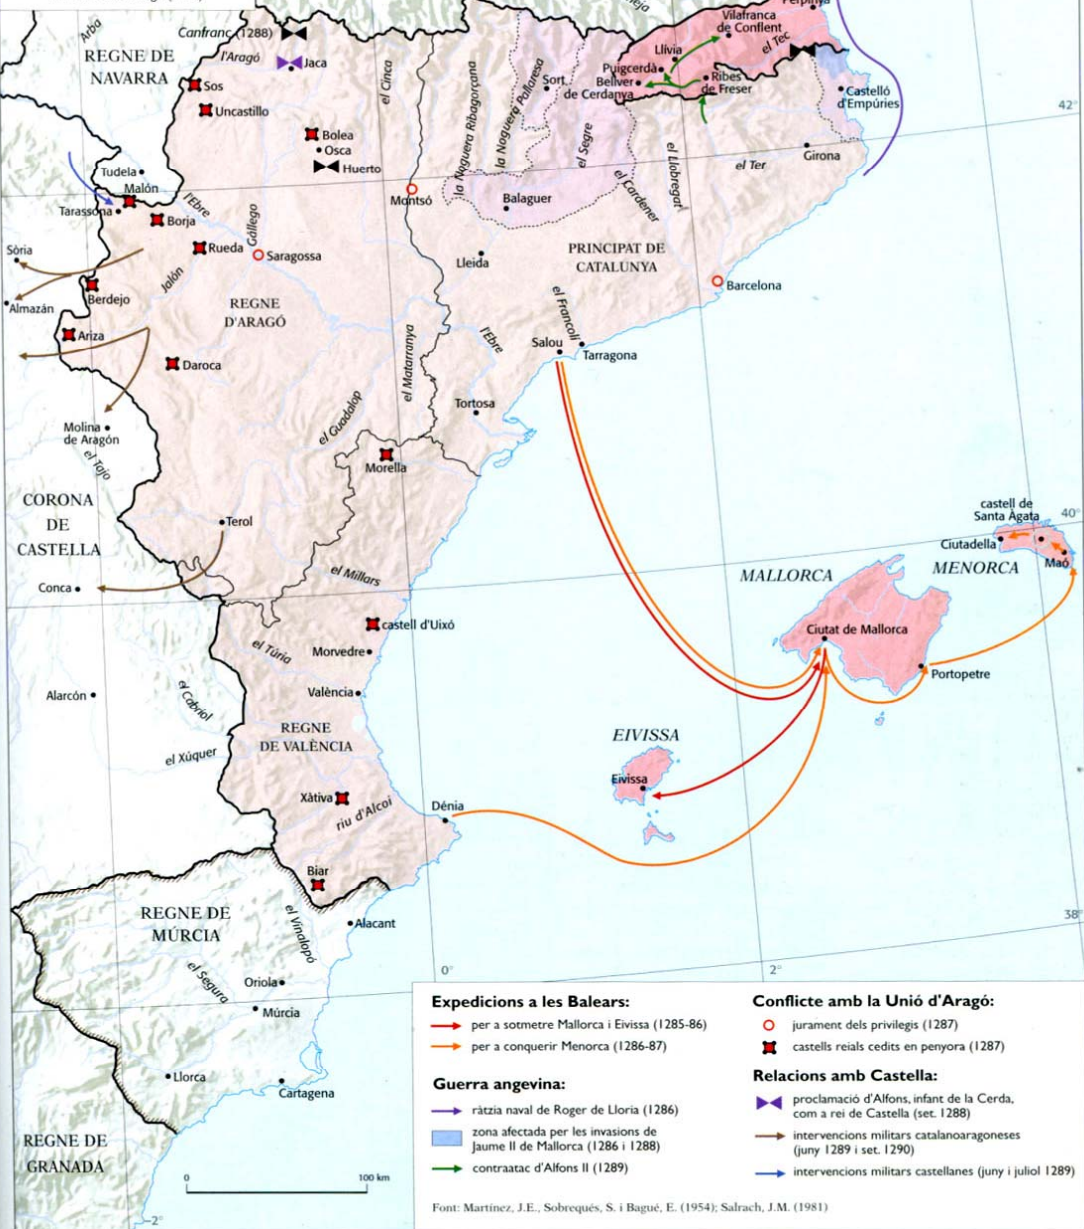 Perpinyà
Vilafranca
de Conflent
el Tec
Arba
Canfranc (1288)
REGNE DE
NAVARRA
l'Aragó
Jaca
Llívia
Puigcerdà
Bellver
de Cerdanya
Ribes
de Freser
Sort
Castelló
d'Empúries
42°
Sos
Uncastillo
el Cinca
la Noguera Ribagorçana
la Noguera Pallaresa
el Segre
Bolea
Osca
Huerto
el Llobregat
el Ter
Girona
Tudela
Malón
Tarassona
l'Ebre
Borja
Montsó
Balaguer
el Cardener
Gállego
Sòria
Rueda
Saragossa
Lleida
PRINCIPAT DE
CATALUNYA
Jalón
Barcelona
Almazán
Berdejo
REGNE
D'ARAGÓ
el Francolí
Ariza
l'Ebre
Salou
Tarragona
Daroca
el Matarranya
Tortosa
el Guadalop
Molina
de Aragón
el Tajo
Morella
CORONA
DE
CASTELLA
Terol
castell de
Santa Àgata
40°
Ciutadella
Maó
MENORCA
MALLORCA
Conca
el Millars
castell d'Uixó
Ciutat de Mallorca
el Túria
Morvedre
Portopetre
Alarcón
el Cabriol
València
REGNE
DE VALÈNCIA
el Xúquer
EIVISSA
Eivissa
Xàtiva
riu d'Alcoi
Dénia
Biar
REGNE DE
MÚRCIA
el Vinalopó
Alacant
38°
el Segura
Oriola
0°
2°
Múrcia
Llorca
Cartagena
REGNE DE
GRANADA
0
100 km
-2°
Expedicions a les Balears:
per a sotmetre Mallorca i Eivissa (1285-86)
per a conquerir Menorca (1286-87)
Guerra angevina:
ràtzia naval de Roger de Lloria (1286)
zona afectada per les invasions de
Jaume II de Mallorca (1286 i 1288)
contraatac d'Alfons II (1289)
Conflicte amb la Unió d'Aragó:
jurament dels privilegis (1287)
castells reials cedits en penyora (1287)
Relacions amb Castella:
proclamació d'Alfons, infant de la Cerda,
com a rei de Castella (set. 1288)
intervencions militars catalanoaragoneses
(juny 1289 i set. 1290)
intervencions militars castellanes (juny i juliol 1289)
Font: Martínez, J.E., Sobrequés, S. i Bagué, E. (1954); Salrach, J.M. (1981)